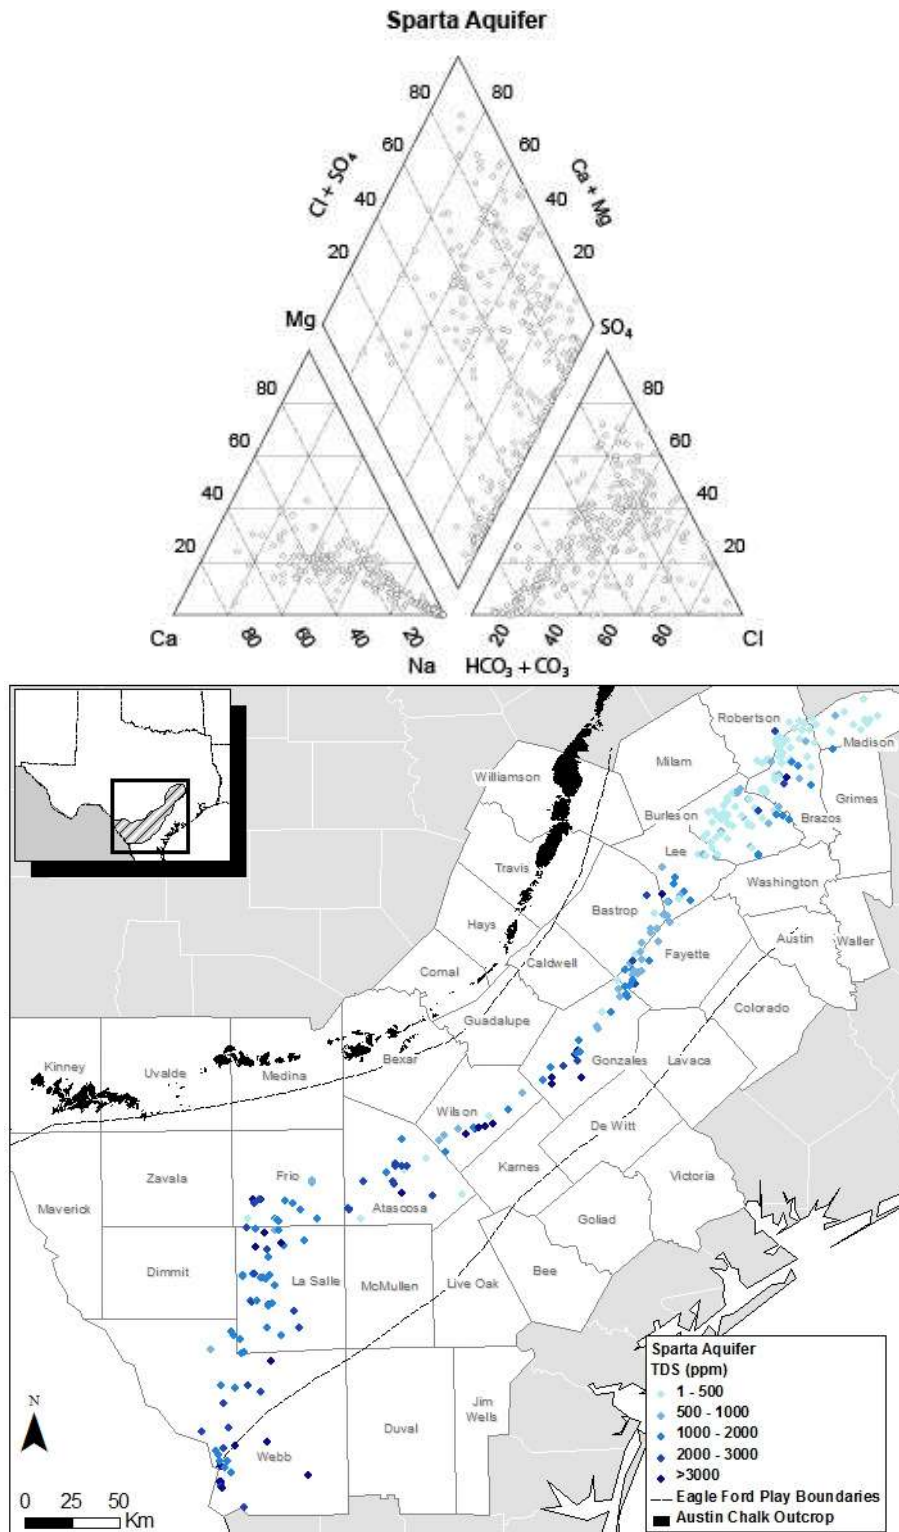 Sparta Aquifer
80 80
60 60
Cl + SO₄ Ca + Mg
40 40
20 20
Mg SO₄
80 80
60 60
40 40
20 20
Ca 80 60 40 20 20 40 60 80 Cl
Na HCO₃ + CO₃
Robertson
Madison
Milam
Williamson
Grimes
Burleson
Brazos
Lee
Travis
Washington
Bastrop
Hays
Austin
Waller
Fayette
Caldwell
Comal
Colorado
Guadalupe
Gonzales
Lavaca
Bexar
Kinney
Uvalde
Medina
Wilson
De Witt
Karnes
Victoria
Zavala
Frio
Maverick
Atascosa
Goliad
Bee
Dimmit
La Salle
McMullen
Live Oak
Jim
Wells
Duval
Webb
N
0 25 50
Km
Sparta Aquifer
TDS (ppm)
1 - 500
500 - 1000
1000 - 2000
2000 - 3000
>3000
Eagle Ford Play Boundaries
Austin Chalk Outcrop